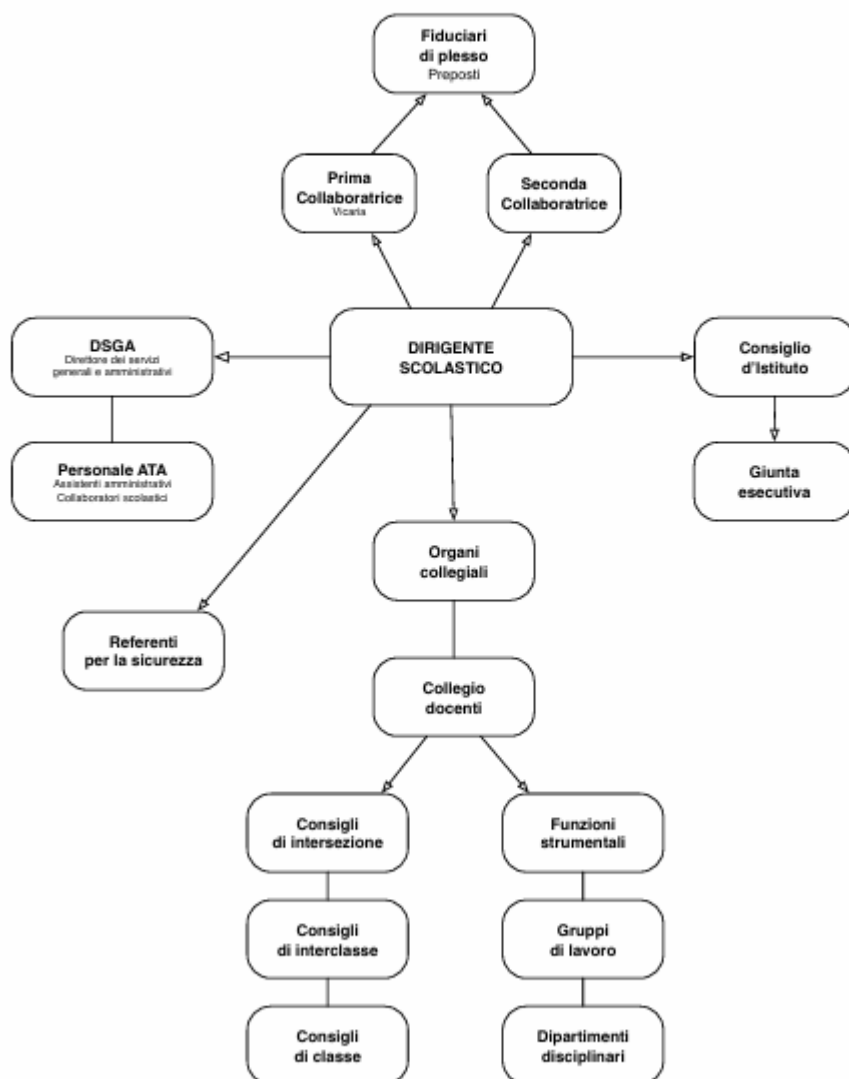 Fiduciari
di plesso
Preposti
Prima
Collaboratrice
Vicaria
Seconda
Collaboratrice
DSGA
Direttore dei servizi
generali e amministrativi
DIRIGENTE
SCOLASTICO
Consiglio
d'Istituto
Personale ATA
Assistenti amministrativi
Collaboratori scolastici
Giunta
esecutiva
Organi
collegiali
Referenti
per la sicurezza
Collegio
docenti
Consigli
di intersezione
Funzioni
strumentali
Consigli
di interclasse
Gruppi
di lavoro
Consigli
di classe
Dipartimenti
disciplinari